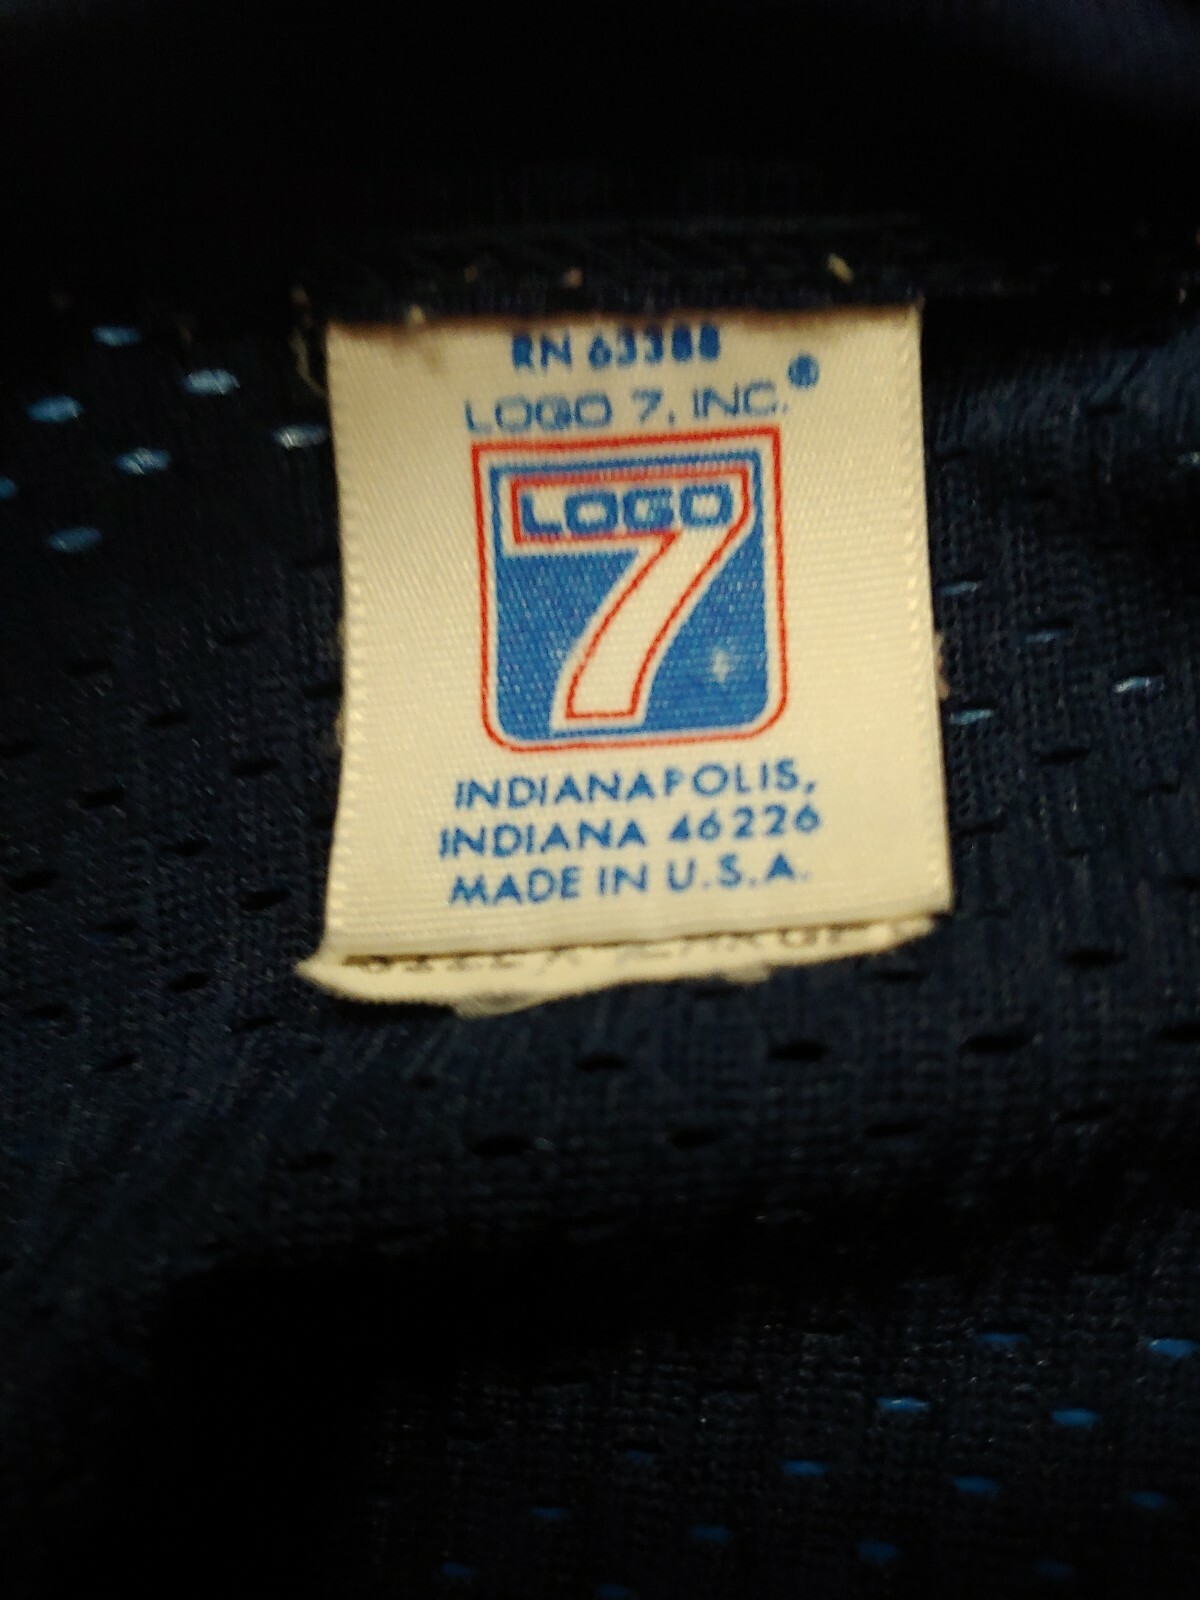 RN 63388
LOGO 7, INC.®
LOGO
7
INDIANAPOLIS,
INDIANA 46226
MADE IN U.S.A.